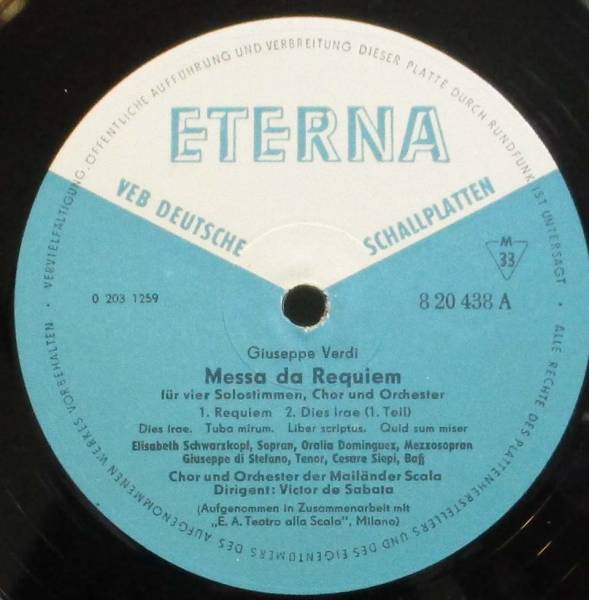 VERVIELFÄLTIGUNG, ÖFFENTLICHE AUFFÜHRUNG UND VERBREITUNG DIESER PLATTE DURCH RUNDFUNK IST UNTERSAGT · ALLE RECHTE DES PLATTENHERSTELLERS UND DES EIGENTÜMERS DES AUFGENOMMENEN WERKES VORBEHALTEN ·
ETERNA
VEB DEUTSCHE SCHALLPLATTEN
M
33
0 203 1259
8 20 438 A
Giuseppe Verdi
Messa da Requiem
für vier Solostimmen, Chor und Orchester
1. Requiem 2. Dies irae (1. Teil)
Dies irae. Tuba mirum. Liber scriptus. Quid sum miser
Elisabeth Schwarzkopf, Sopran, Oralia Dominguez, Mezzosopran
Giuseppe di Stefano, Tenor, Cesare Siepi, Baß
Chor und Orchester der Mailänder Scala
Dirigent: Victor de Sabata
(Aufgenommen in Zusammenarbeit mit
„E. A. Teatro alla Scala", Milano)